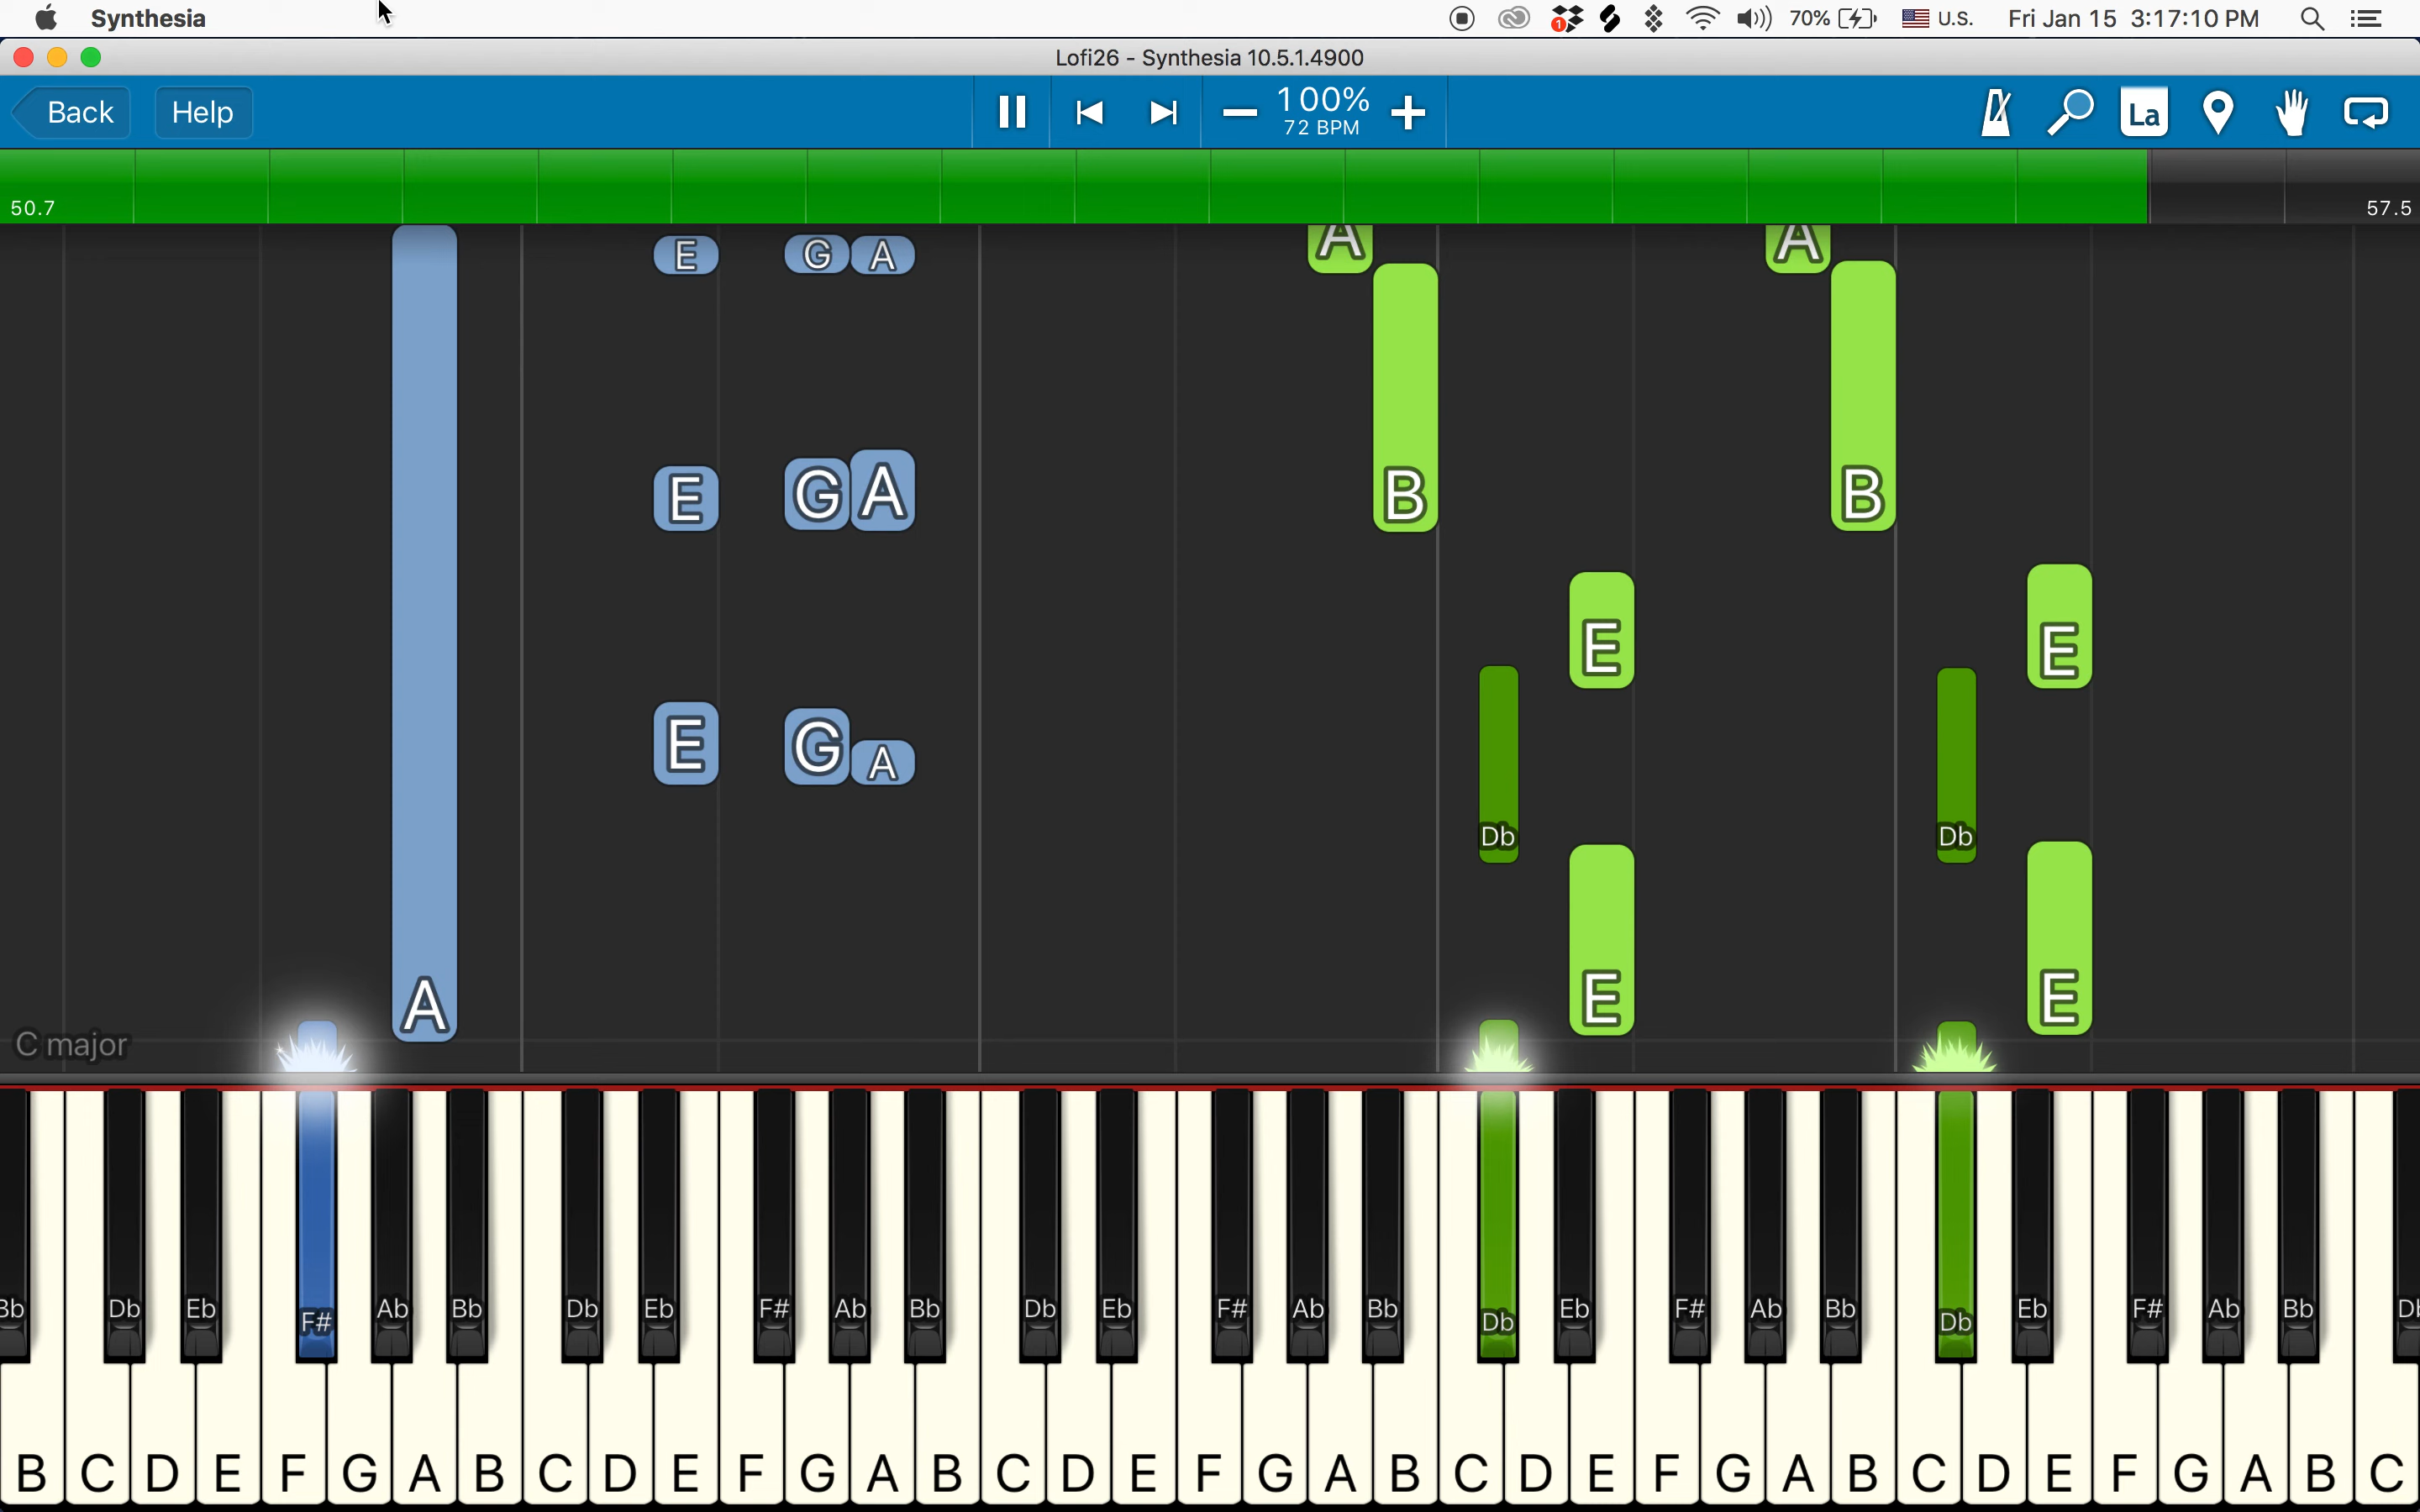 Synthesia 1 70% U.S. Fri Jan 15 3:17:10 PM
Lofi26 - Synthesia 10.5.1.4900
Back Help 100% La
72 BPM
50.7 57.5
A A
E G A
E G A B B
E E
E G A
Db Db
A E E
C major
Bb Db Eb F# Ab Bb Db Eb F# Ab Bb Db Eb F# Ab Bb Db Eb F# Ab Bb Db Eb F# Ab Bb
B C D E F G A B C D E F G A B C D E F G A B C D E F G A B C D E F G A B C